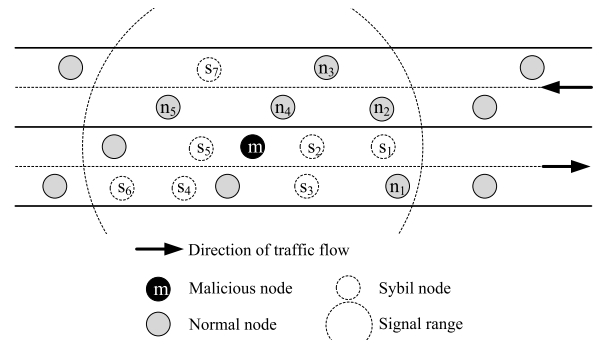 s7 n3
n5 n4 n2
s5 m s2 s1
s6 s4 s3 n1
Direction of traffic flow
m Malicious node Sybil node
Normal node Signal range